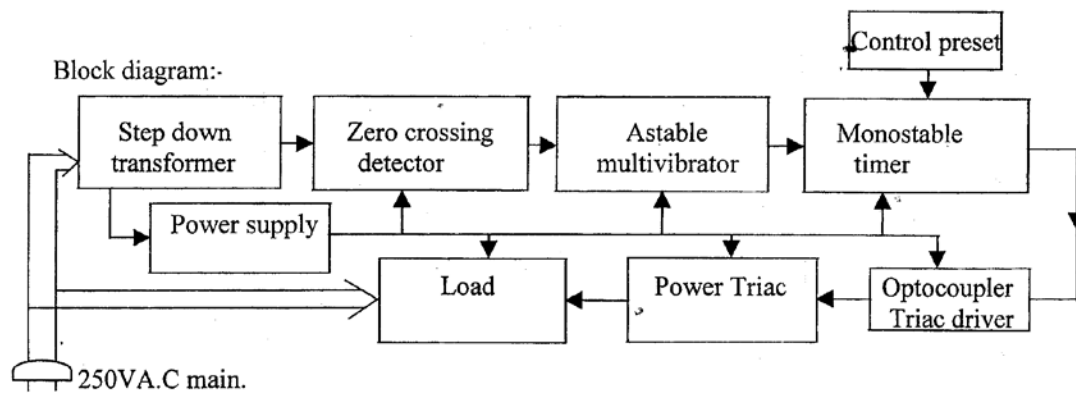 Control preset
Block diagram:-
Step down
transformer
Zero crossing
detector
Astable
multivibrator
Monostable
timer
Power supply
Load
Power Triac
Optocoupler
Triac driver
250VA.C main.